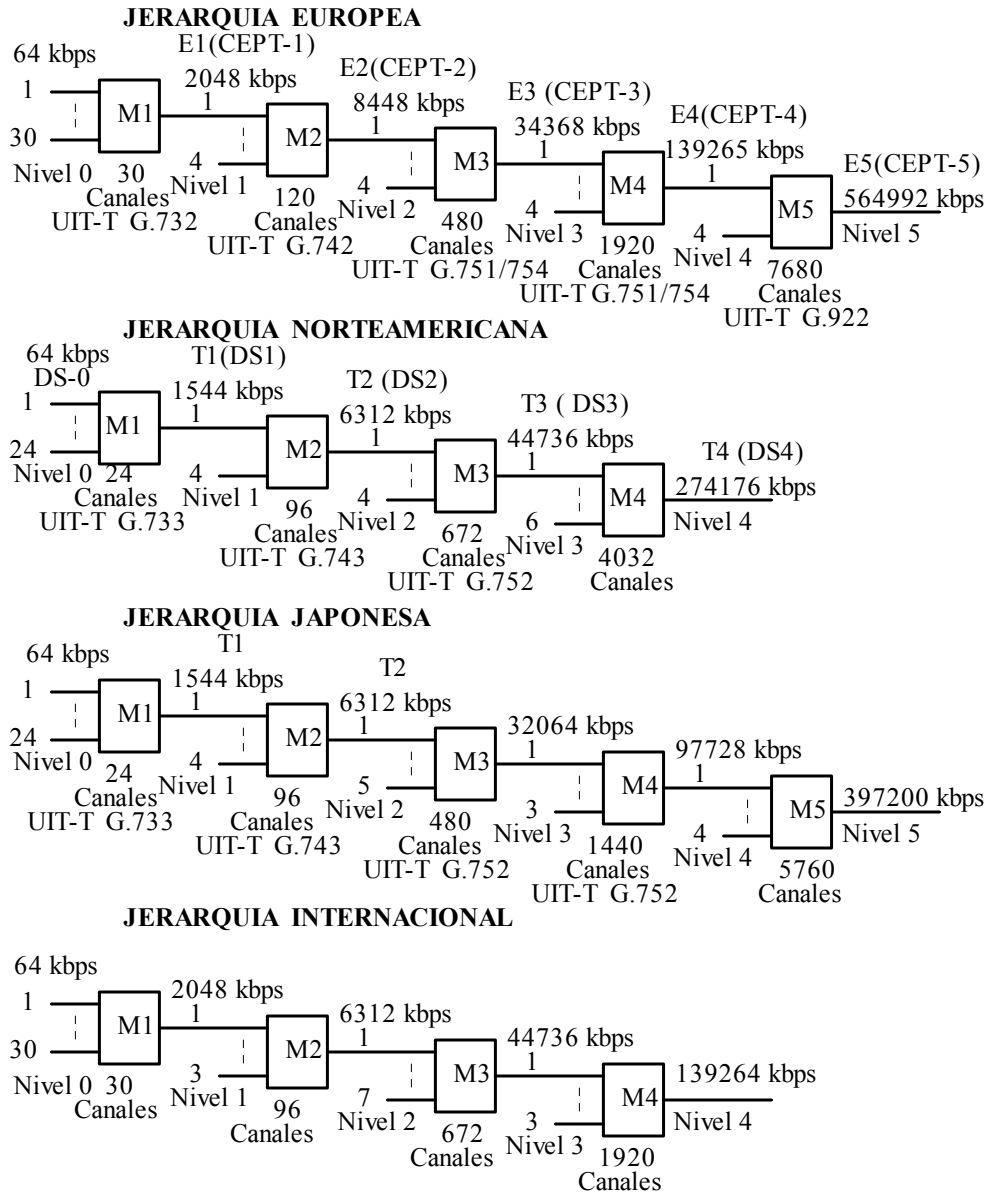 JERARQUIA EUROPEA
64 kbps
E1(CEPT-1)
2048 kbps
E2(CEPT-2)
8448 kbps
E3 (CEPT-3)
34368 kbps
E4(CEPT-4)
139265 kbps
E5(CEPT-5)
564992 kbps
1
30
M1
1
4
M2
1
4
M3
1
4
M4
1
4
M5
Nivel 0
Nivel 1
Nivel 2
Nivel 3
Nivel 4
Nivel 5
30
Canales
UIT-T G.732
120
Canales
UIT-T G.742
480
Canales
UIT-T G.751/754
1920
Canales
UIT-T G.751/754
7680
Canales
UIT-T G.922
JERARQUIA NORTEAMERICANA
64 kbps
DS-0
T1(DS1)
1544 kbps
T2 (DS2)
6312 kbps
T3 ( DS3)
44736 kbps
T4 (DS4)
274176 kbps
1
24
M1
1
4
M2
1
4
M3
1
6
M4
Nivel 0
Nivel 1
Nivel 2
Nivel 3
Nivel 4
24
Canales
UIT-T G.733
96
Canales
UIT-T G.743
672
Canales
UIT-T G.752
4032
Canales
JERARQUIA JAPONESA
64 kbps
T1
1544 kbps
T2
6312 kbps
32064 kbps
97728 kbps
397200 kbps
1
24
M1
1
4
M2
1
5
M3
1
3
M4
1
4
M5
Nivel 0
Nivel 1
Nivel 2
Nivel 3
Nivel 4
Nivel 5
24
Canales
UIT-T G.733
96
Canales
UIT-T G.743
480
Canales
UIT-T G.752
1440
Canales
UIT-T G.752
5760
Canales
JERARQUIA INTERNACIONAL
64 kbps
2048 kbps
6312 kbps
44736 kbps
139264 kbps
1
30
M1
1
3
M2
1
7
M3
1
3
M4
Nivel 0
Nivel 1
Nivel 2
Nivel 3
Nivel 4
30
Canales
96
Canales
672
Canales
1920
Canales